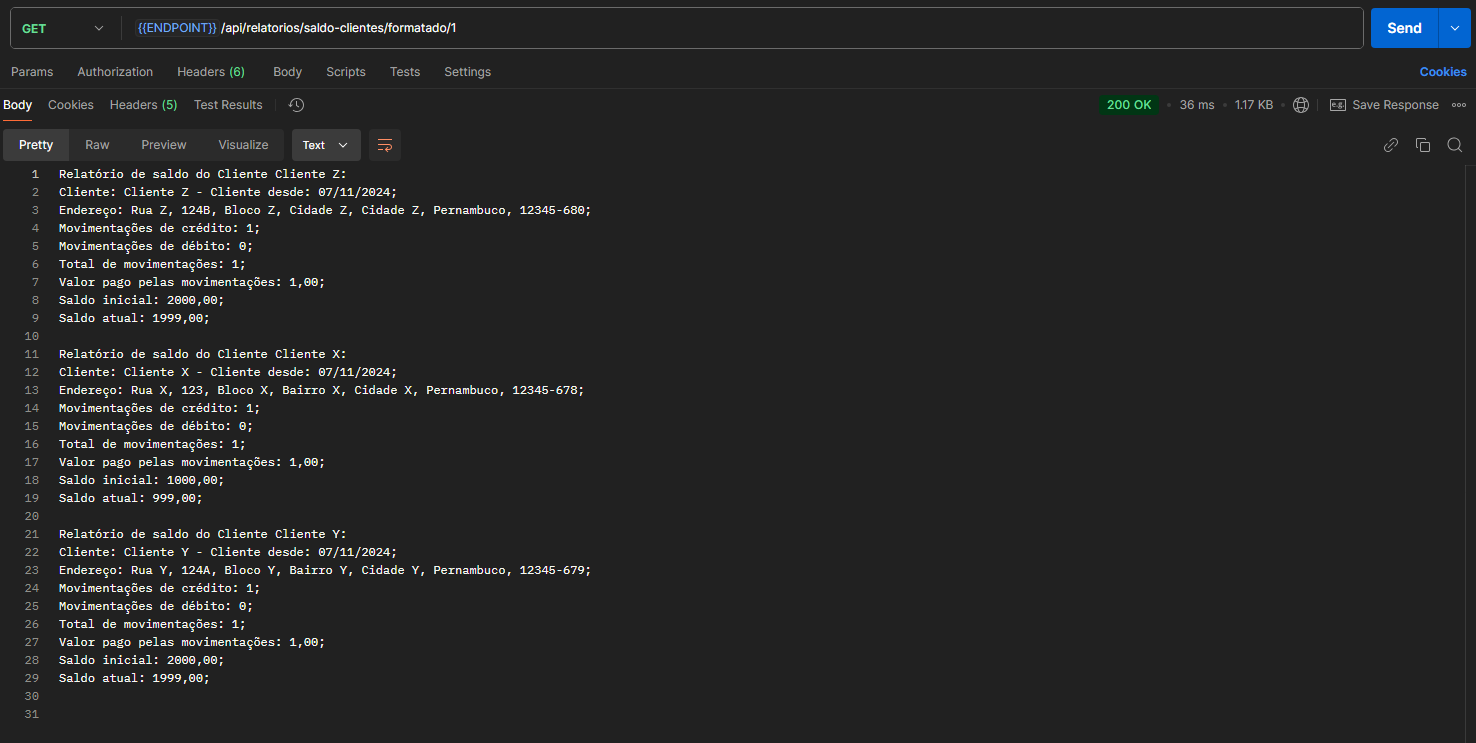 GET {{ENDPOINT}} /api/relatorios/saldo-clientes/formatado/1 Send
Params Authorization Headers (6) Body Scripts Tests Settings Cookies
Body Cookies Headers (5) Test Results 200 OK • 36 ms • 1.17 KB • e.g. Save Response
Pretty Raw Preview Visualize Text
1 Relatório de saldo do Cliente Cliente Z:
2 Cliente: Cliente Z - Cliente desde: 07/11/2024;
3 Endereço: Rua Z, 124B, Bloco Z, Cidade Z, Cidade Z, Pernambuco, 12345-680;
4 Movimentações de crédito: 1;
5 Movimentações de débito: 0;
6 Total de movimentações: 1;
7 Valor pago pelas movimentações: 1,00;
8 Saldo inicial: 2000,00;
9 Saldo atual: 1999,00;
10
11 Relatório de saldo do Cliente Cliente X:
12 Cliente: Cliente X - Cliente desde: 07/11/2024;
13 Endereço: Rua X, 123, Bloco X, Bairro X, Cidade X, Pernambuco, 12345-678;
14 Movimentações de crédito: 1;
15 Movimentações de débito: 0;
16 Total de movimentações: 1;
17 Valor pago pelas movimentações: 1,00;
18 Saldo inicial: 1000,00;
19 Saldo atual: 999,00;
20
21 Relatório de saldo do Cliente Cliente Y:
22 Cliente: Cliente Y - Cliente desde: 07/11/2024;
23 Endereço: Rua Y, 124A, Bloco Y, Bairro Y, Cidade Y, Pernambuco, 12345-679;
24 Movimentações de crédito: 1;
25 Movimentações de débito: 0;
26 Total de movimentações: 1;
27 Valor pago pelas movimentações: 1,00;
28 Saldo inicial: 2000,00;
29 Saldo atual: 1999,00;
30
31